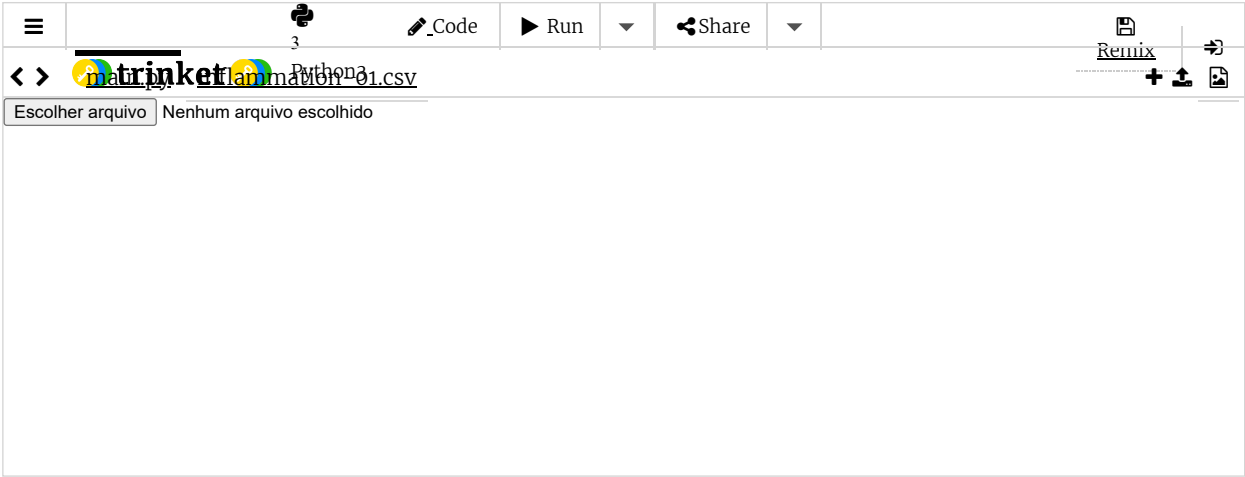 Code Run Share
3
Remix
trinket Python3
main.py inflammation-01.csv
Escolher arquivo Nenhum arquivo escolhido